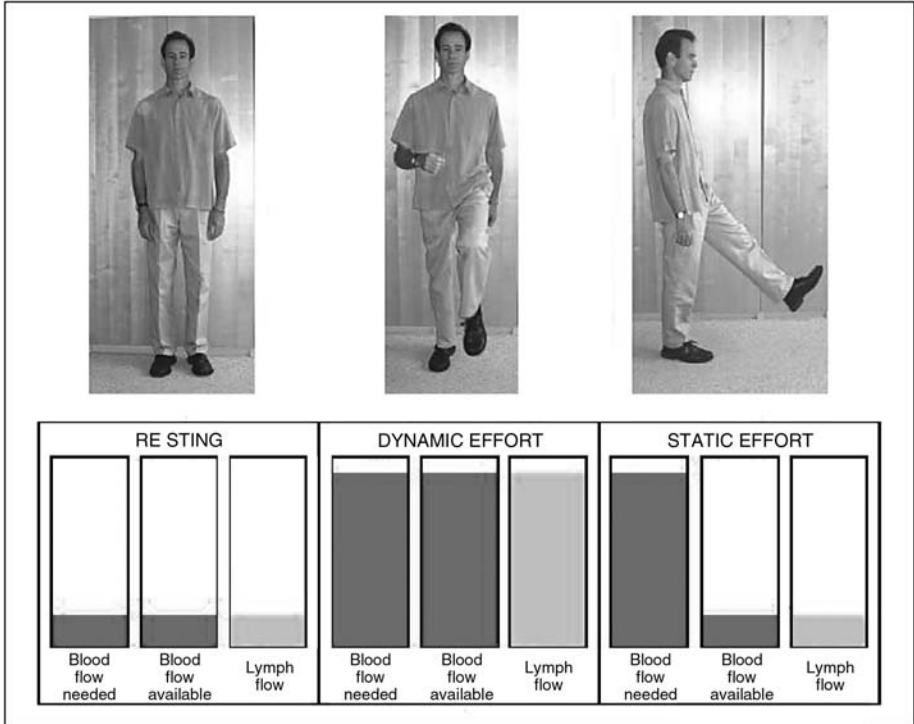 RE STING
Blood
flow
needed
Blood
flow
available
Lymph
flow
DYNAMIC EFFORT
Blood
flow
needed
Blood
flow
available
Lymph
flow
STATIC EFFORT
Blood
flow
needed
Blood
flow
available
Lymph
flow